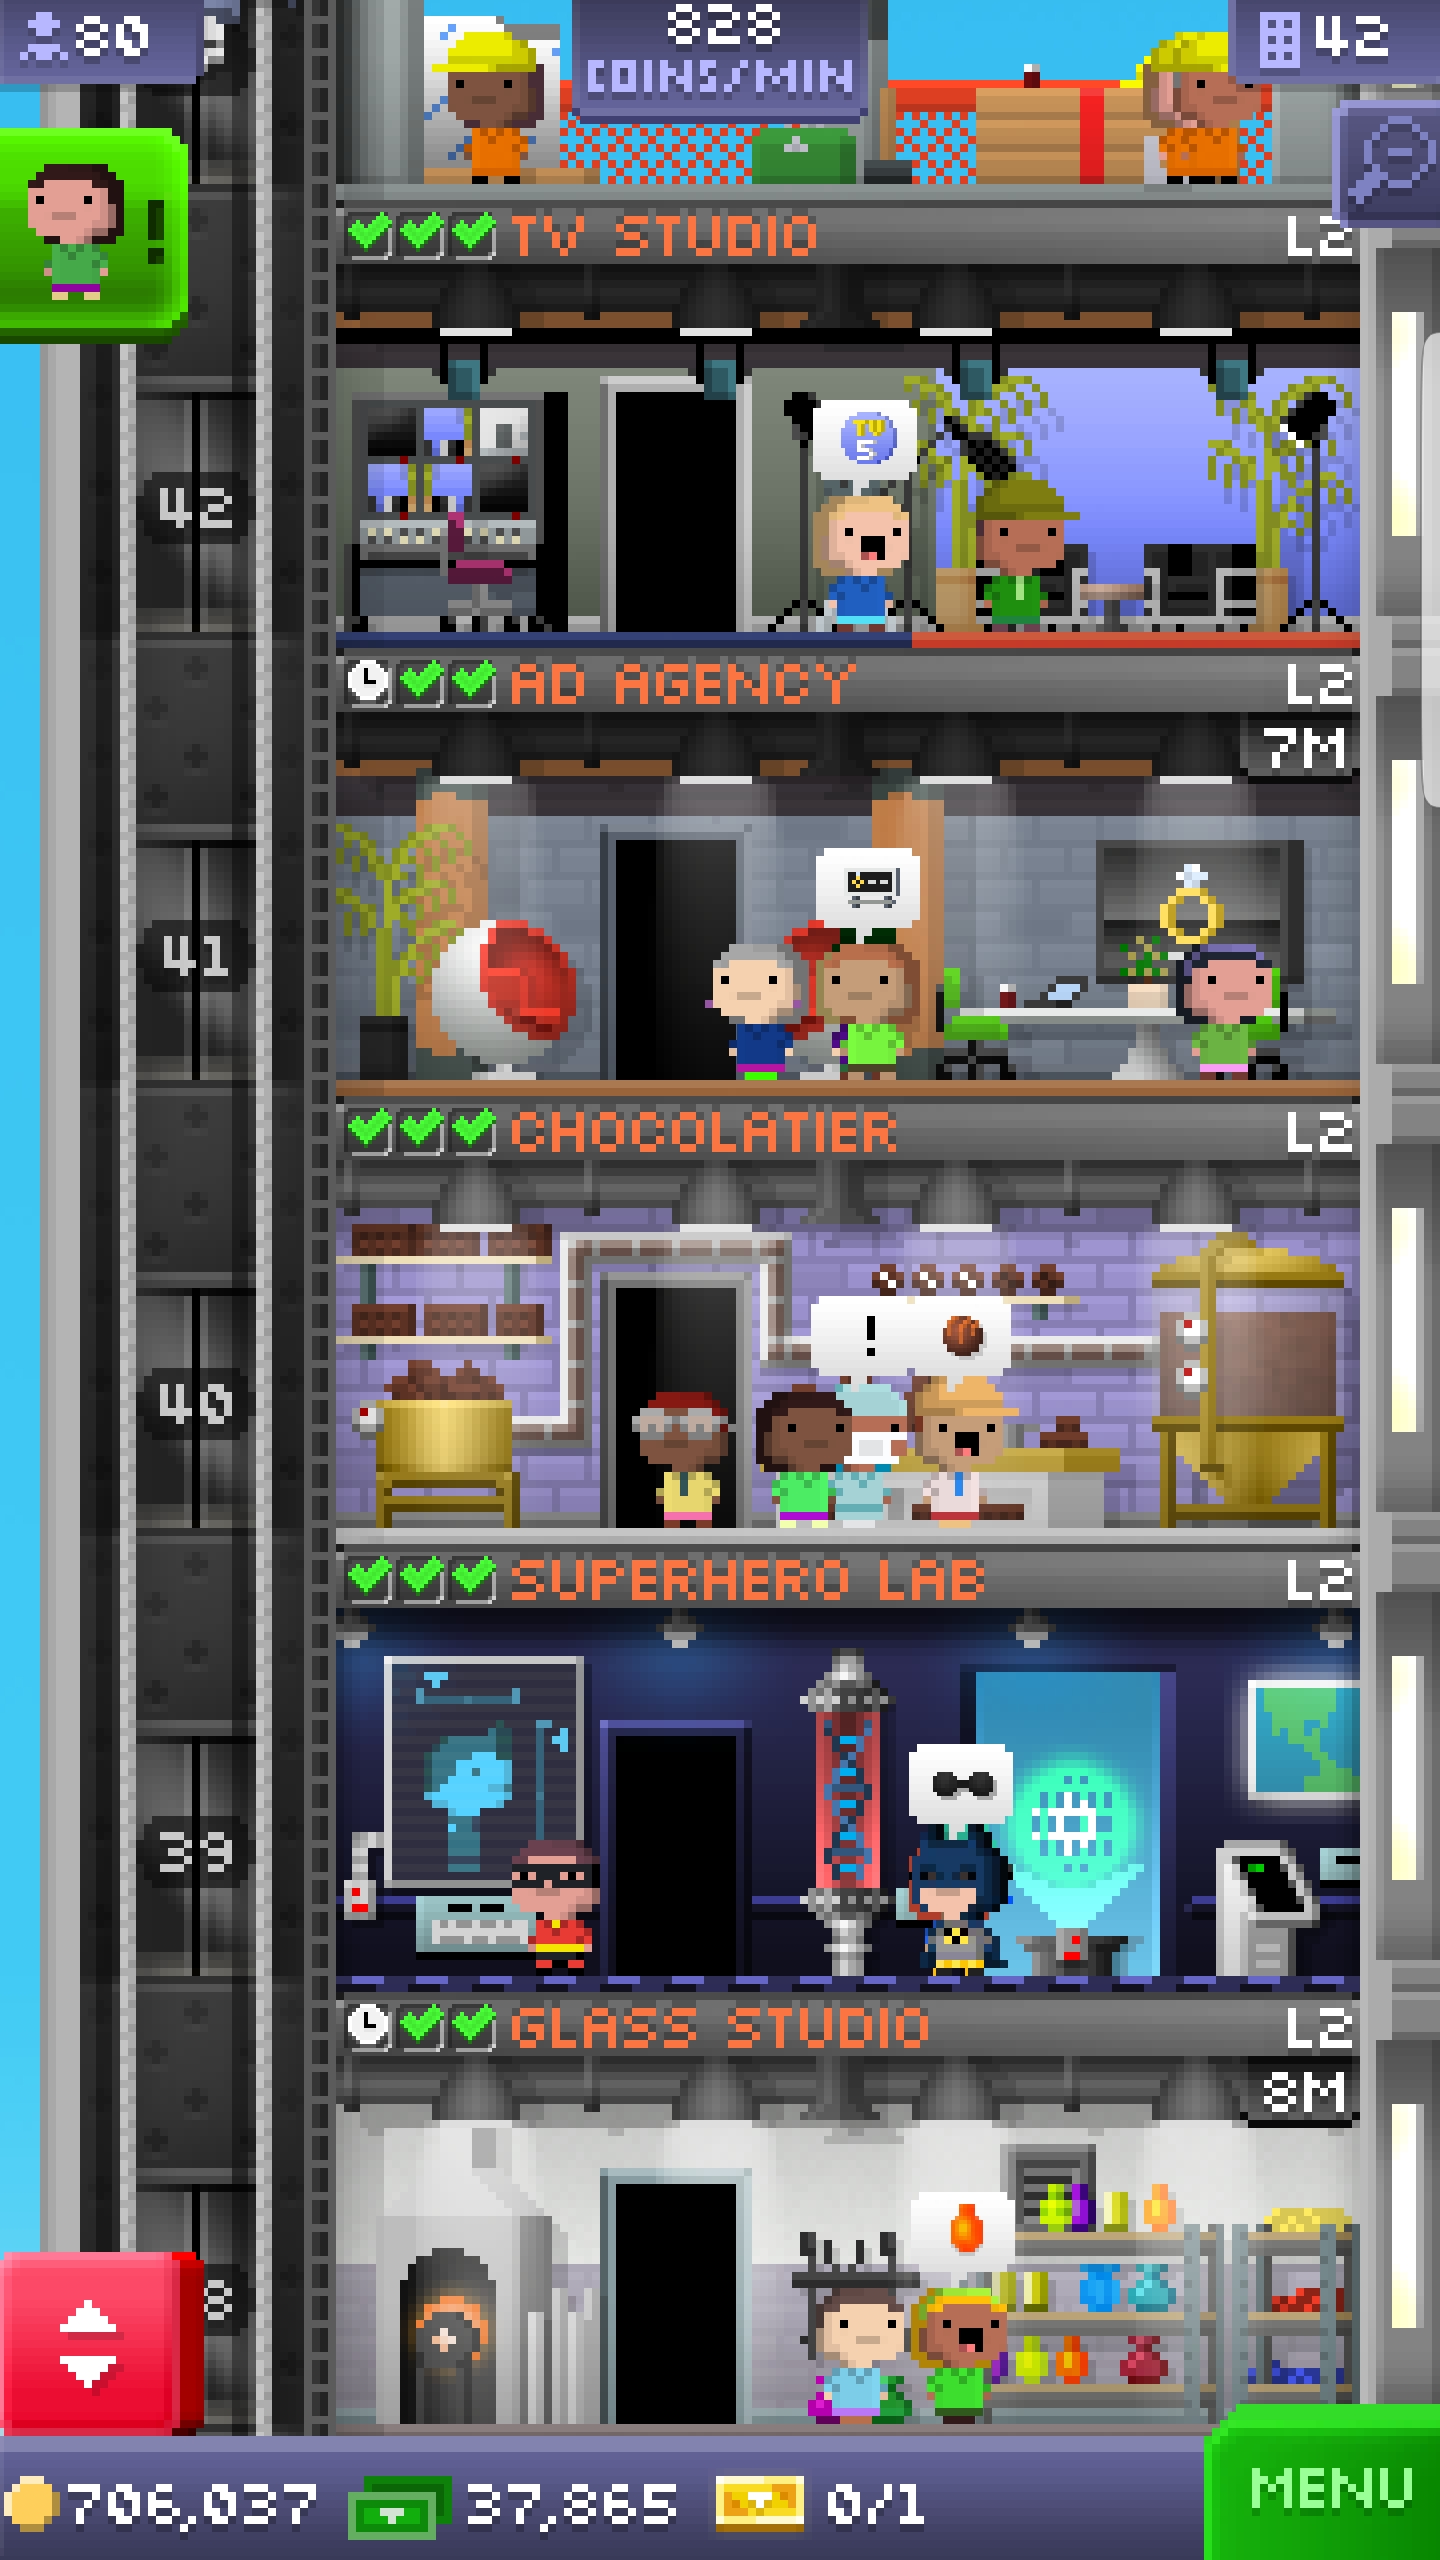 80
828
COINS/MIN
42
!
TV STUDIO
L2
TV
5
42
AD AGENCY
L2
7M
41
CHOCOLATIER
L2
!
40
SUPERHERO LAB
L2
39
GLASS STUDIO
L2
8M
8
706,037
37,865
0/1
MENU